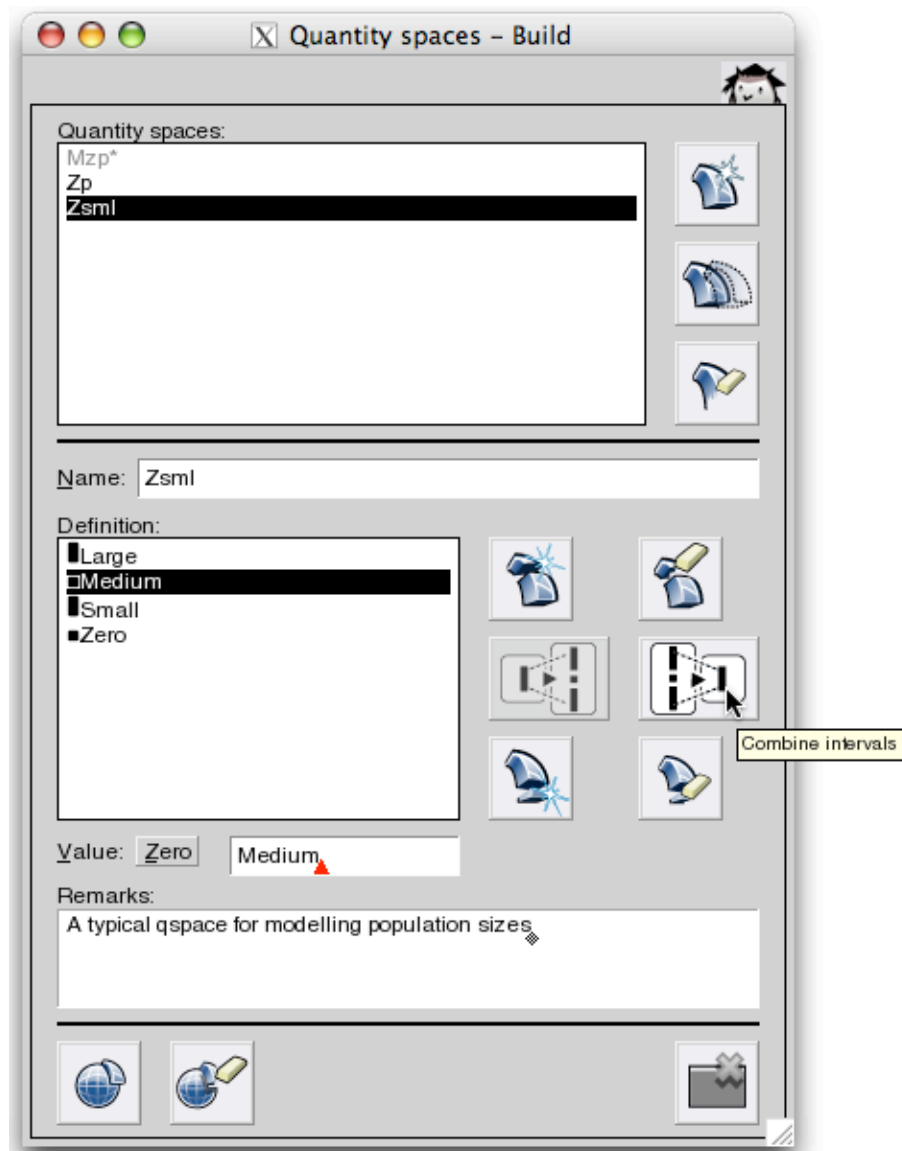 Quantity spaces – Build
Quantity spaces:
Mzp*
Zp
Zsml
Name: Zsml
Definition:
Large
Medium
Small
Zero
Combine intervals
Value: Zero Medium
Remarks:
A typical qspace for modelling population sizes